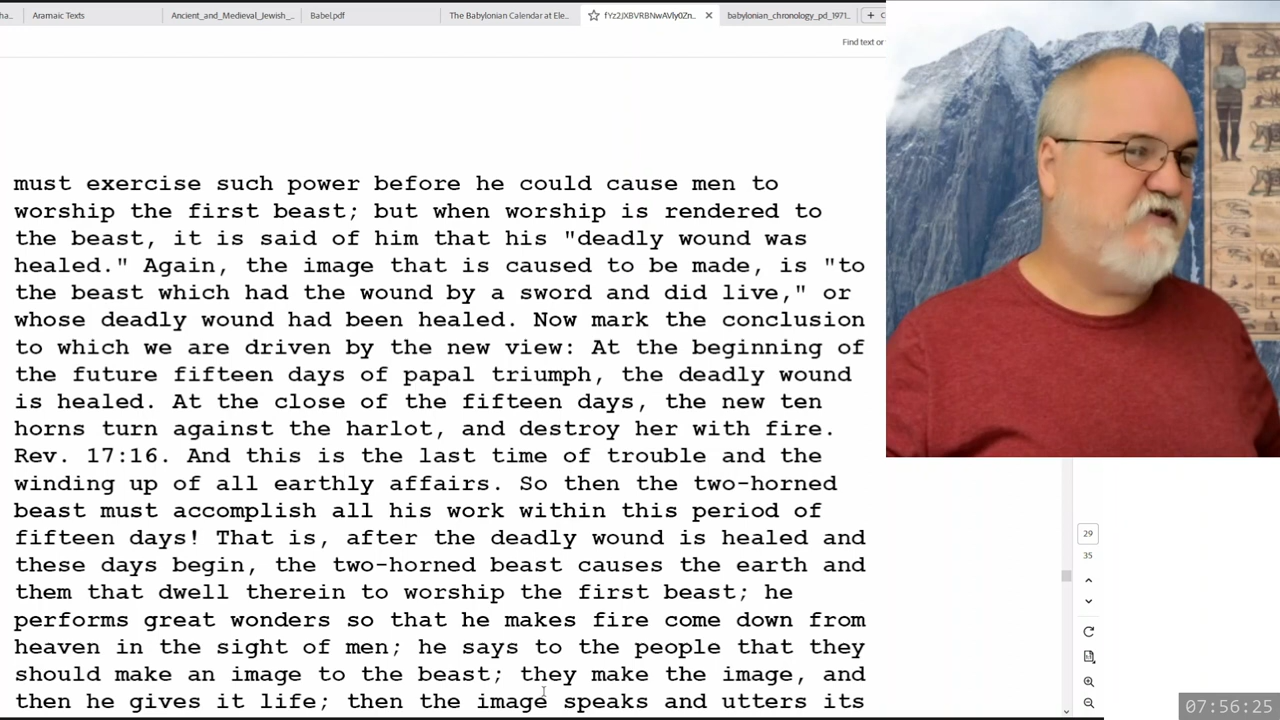 Aramaic Texts
Ancient_and_Medieval_Jewish_...
Babel.pdf
The Babylonian Calendar at Ele...
fYz2JXBVRBNwAVly0Zn...
babylonian_chronology_pd_1971...
Find text or
must exercise such power before he could cause men to
worship the first beast; but when worship is rendered to
the beast, it is said of him that his "deadly wound was
healed." Again, the image that is caused to be made, is "to
the beast which had the wound by a sword and did live," or
whose deadly wound had been healed. Now mark the conclusion
to which we are driven by the new view: At the beginning of
the future fifteen days of papal triumph, the deadly wound
is healed. At the close of the fifteen days, the new ten
horns turn against the harlot, and destroy her with fire.
Rev. 17:16. And this is the last time of trouble and the
winding up of all earthly affairs. So then the two-horned
beast must accomplish all his work within this period of
fifteen days! That is, after the deadly wound is healed and
these days begin, the two-horned beast causes the earth and
them that dwell therein to worship the first beast; he
performs great wonders so that he makes fire come down from
heaven in the sight of men; he says to the people that they
should make an image to the beast; they make the image, and
then he gives it life; then the image speaks and utters its
29
35
07:56:25